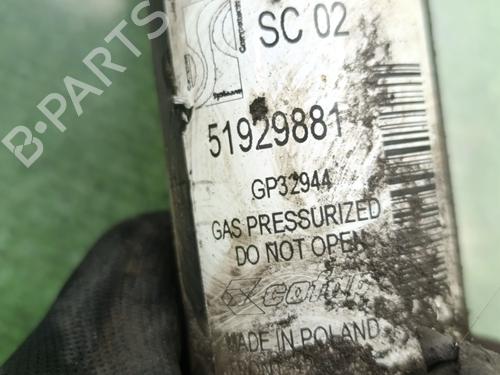 SC 02
51929881
GP32944
GAS PRESSURIZED
DO NOT OPEN
MADE IN POLAND
B-PARTS